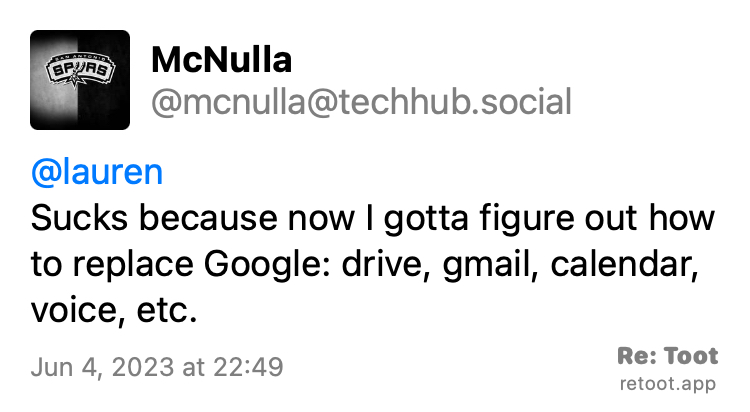 SAN ANTONIO
SPURS
McNulla
@mcnulla@techhub.social
@lauren
Sucks because now I gotta figure out how
to replace Google: drive, gmail, calendar,
voice, etc.
Jun 4, 2023 at 22:49
Re: Toot
retoot.app